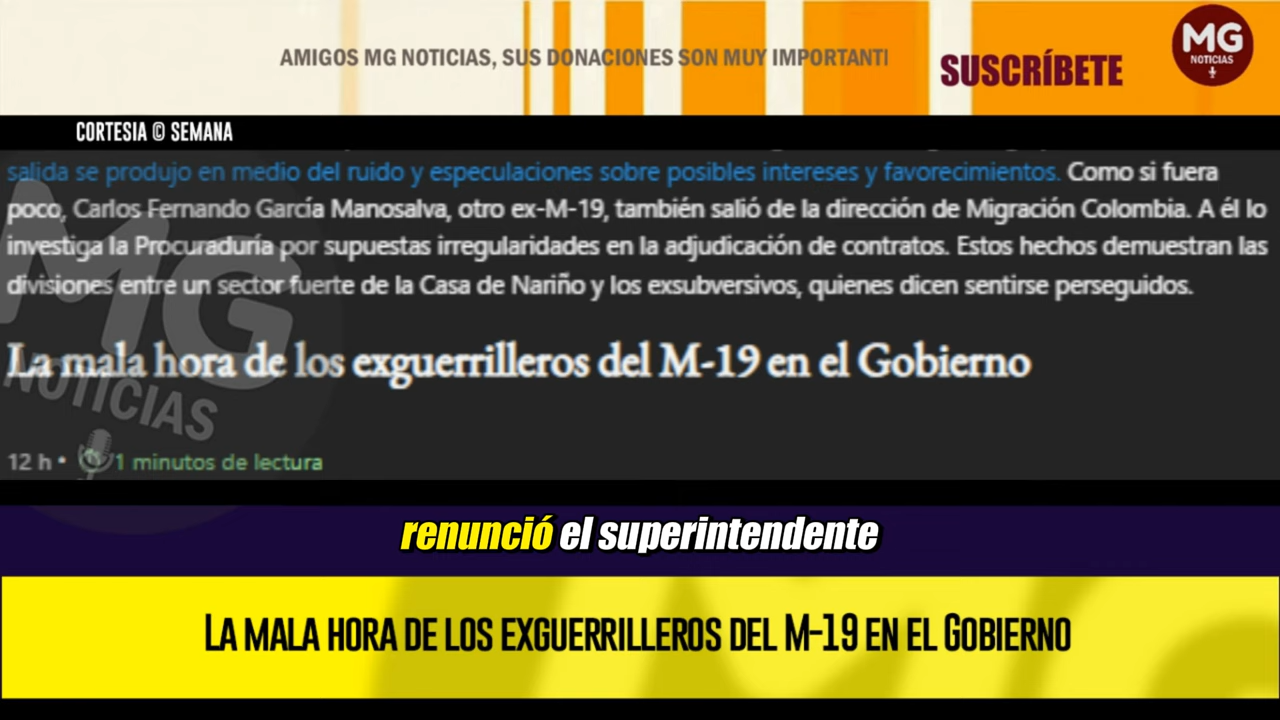 AMIGOS MG NOTICIAS, SUS DONACIONES SON MUY IMPORTANT
SUSCRÍBETE
MG
NOTICIAS
CORTESIA © SEMANA
salida se produjo en medio del ruido y especulaciones sobre posibles intereses y favorecimientos. Como si fuera
poco, Carlos Fernando García Manosalva, otro ex-M-19, también salió de la dirección de Migración Colombia. A él lo
investiga la Procuraduría por supuestas irregularidades en la adjudicación de contratos. Estos hechos demuestran las
divisiones entre un sector fuerte de la Casa de Nariño y los exsubversivos, quienes dicen sentirse perseguidos.
MG
NOTICIAS
La mala hora de los exguerrilleros del M-19 en el Gobierno
12 h • 1 minutos de lectura
renunció el superintendente
LA MALA HORA DE LOS EXGUERRILLEROS DEL M-19 EN EL GOBIERNO